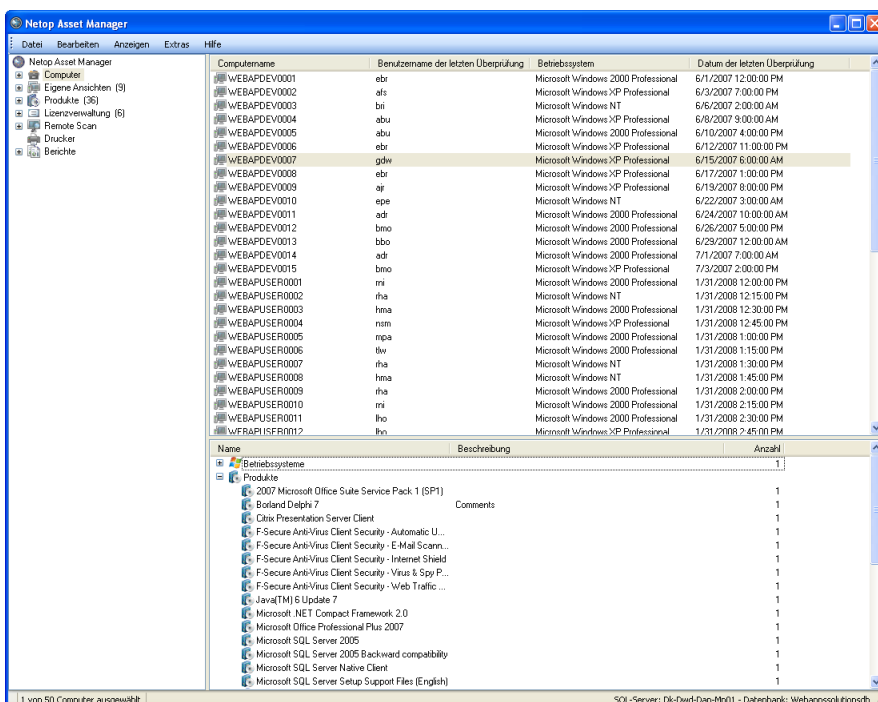 Netop Asset Manager
Datei Bearbeiten Anzeigen Extras Hilfe
Netop Asset Manager
Computer
Eigene Ansichten (9)
Produkte (36)
Lizenzverwaltung (6)
Remote Scan
Drucker
Berichte
Computername Benutzername der letzten Überprüfung Betriebssystem Datum der letzten Überprüfung
WEBAPDEV0001 ebr Microsoft Windows 2000 Professional 6/1/2007 12:00:00 PM
WEBAPDEV0002 afs Microsoft Windows XP Professional 6/3/2007 7:00:00 PM
WEBAPDEV0003 bri Microsoft Windows NT 6/6/2007 2:00:00 AM
WEBAPDEV0004 abu Microsoft Windows XP Professional 6/8/2007 9:00:00 AM
WEBAPDEV0005 abu Microsoft Windows 2000 Professional 6/10/2007 4:00:00 PM
WEBAPDEV0006 ebr Microsoft Windows XP Professional 6/12/2007 11:00:00 PM
WEBAPDEV0007 gdw Microsoft Windows XP Professional 6/15/2007 6:00:00 AM
WEBAPDEV0008 ebr Microsoft Windows XP Professional 6/17/2007 1:00:00 PM
WEBAPDEV0009 ajr Microsoft Windows XP Professional 6/19/2007 8:00:00 PM
WEBAPDEV0010 epe Microsoft Windows NT 6/22/2007 3:00:00 AM
WEBAPDEV0011 adr Microsoft Windows 2000 Professional 6/24/2007 10:00:00 AM
WEBAPDEV0012 bmo Microsoft Windows 2000 Professional 6/26/2007 5:00:00 PM
WEBAPDEV0013 bbo Microsoft Windows 2000 Professional 6/29/2007 12:00:00 AM
WEBAPDEV0014 adr Microsoft Windows 2000 Professional 7/1/2007 7:00:00 AM
WEBAPDEV0015 bmo Microsoft Windows XP Professional 7/3/2007 2:00:00 PM
WEBAPUSER0001 rni Microsoft Windows 2000 Professional 1/31/2008 12:00:00 PM
WEBAPUSER0002 rha Microsoft Windows NT 1/31/2008 12:15:00 PM
WEBAPUSER0003 hma Microsoft Windows 2000 Professional 1/31/2008 12:30:00 PM
WEBAPUSER0004 nsm Microsoft Windows XP Professional 1/31/2008 12:45:00 PM
WEBAPUSER0005 mpa Microsoft Windows 2000 Professional 1/31/2008 1:00:00 PM
WEBAPUSER0006 tlw Microsoft Windows 2000 Professional 1/31/2008 1:15:00 PM
WEBAPUSER0007 rha Microsoft Windows NT 1/31/2008 1:30:00 PM
WEBAPUSER0008 hma Microsoft Windows NT 1/31/2008 1:45:00 PM
WEBAPUSER0009 rha Microsoft Windows 2000 Professional 1/31/2008 2:00:00 PM
WEBAPUSER0010 rni Microsoft Windows 2000 Professional 1/31/2008 2:15:00 PM
WEBAPUSER0011 lho Microsoft Windows 2000 Professional 1/31/2008 2:30:00 PM
WEBAPUSER0012 lho Microsoft Windows XP Professional 1/31/2008 2:45:00 PM
Name Beschreibung Anzahl
Betriebssysteme 1
Produkte
2007 Microsoft Office Suite Service Pack 1 (SP1) 1
Borland Delphi 7 Comments 1
Citrix Presentation Server Client 1
F-Secure Anti-Virus Client Security - Automatic U... 1
F-Secure Anti-Virus Client Security - E-Mail Scann... 1
F-Secure Anti-Virus Client Security - Internet Shield 1
F-Secure Anti-Virus Client Security - Virus & Spy P... 1
F-Secure Anti-Virus Client Security - Web Traffic ... 1
Java(TM) 6 Update 7 1
Microsoft .NET Compact Framework 2.0 1
Microsoft Office Professional Plus 2007 1
Microsoft SQL Server 2005 1
Microsoft SQL Server 2005 Backward compatibility 1
Microsoft SQL Server Native Client 1
Microsoft SQL Server Setup Support Files (English) 1
1 von 50 Computer ausgewählt SQL-Server: Dk-Dwd-Dan-Mp01 - Datenbank: Webappssolutionsdb